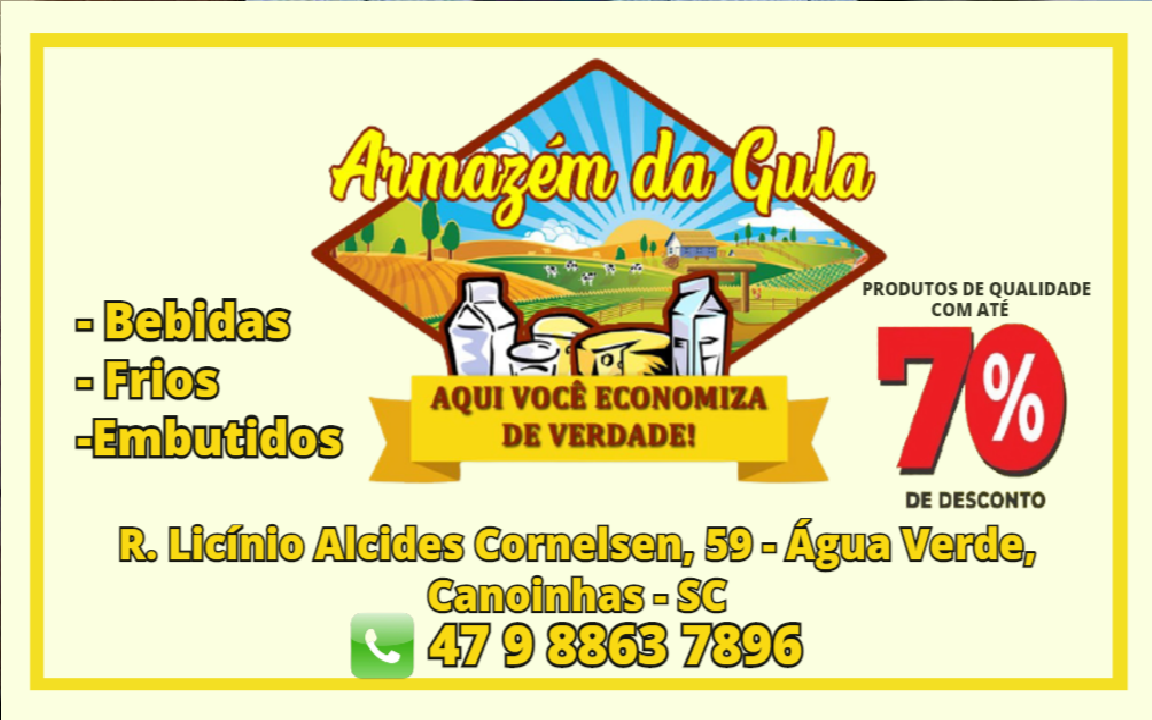 Armazém da Gula
- Bebidas
- Frios
-Embutidos
AQUI VOCÊ ECONOMIZA
DE VERDADE!
PRODUTOS DE QUALIDADE
COM ATÉ
70%
DE DESCONTO
R. Licínio Alcides Cornelsen, 59 - Água Verde,
Canoinhas - SC
47 9 8863 7896